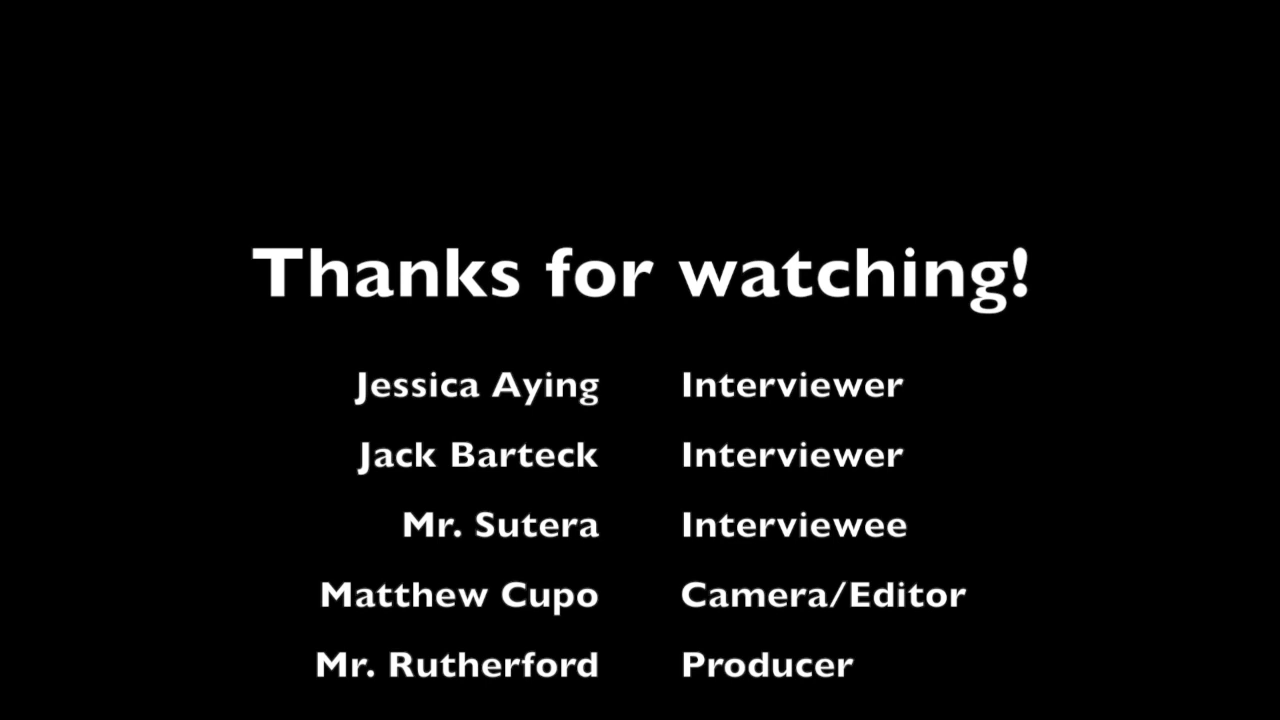 Thanks for watching!
Jessica Aying Interviewer
Jack Barteck Interviewer
Mr. Sutera Interviewee
Matthew Cupo Camera/Editor
Mr. Rutherford Producer